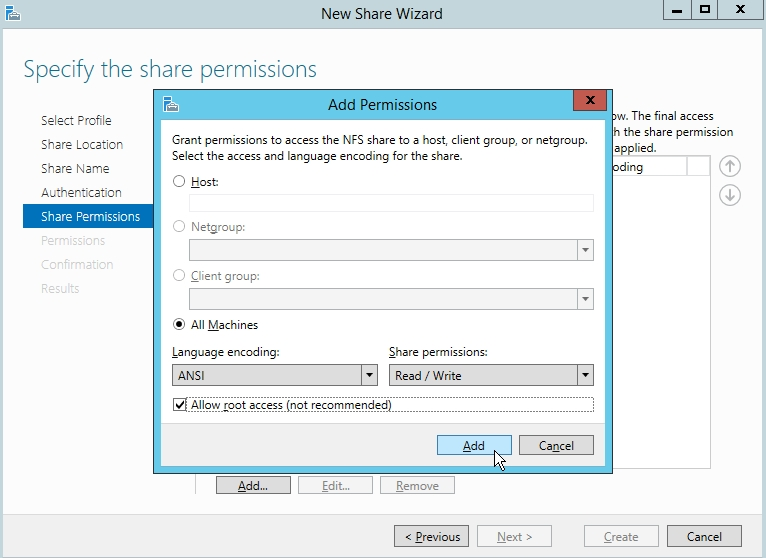 New Share Wizard
Specify the share permissions
Select Profile
Share Location
Share Name
Authentication
Share Permissions
Permissions
Confirmation
Results
ow. The final access
h the share permission
applied.
oding
Add Permissions
Grant permissions to access the NFS share to a host, client group, or netgroup.
Select the access and language encoding for the share.
Host:
Netgroup:
Client group:
All Machines
Language encoding:
Share permissions:
ANSI
Read / Write
Allow root access (not recommended)
Add
Cancel
Add...
Edit...
Remove
< Previous
Next >
Create
Cancel